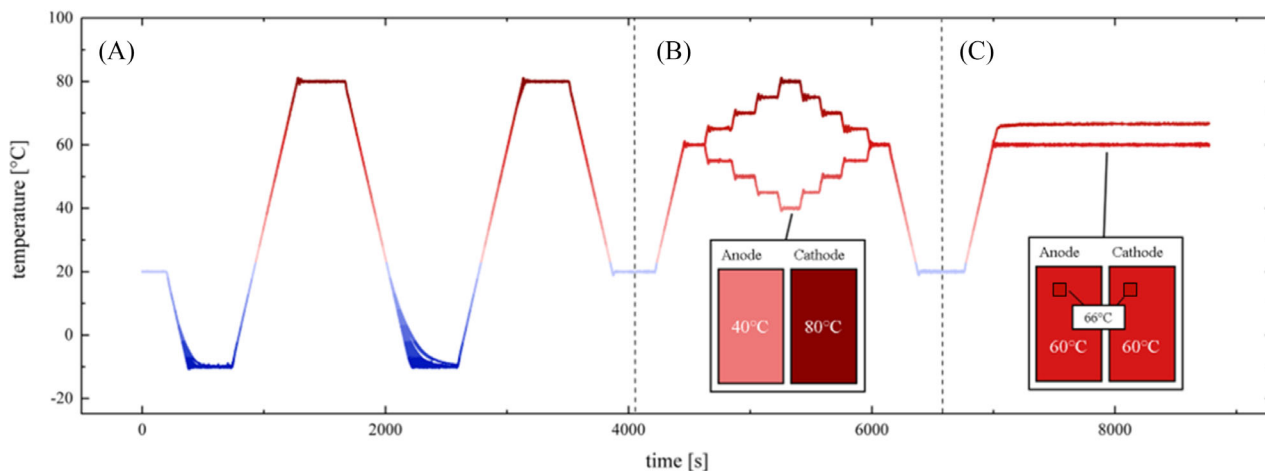 100
80
60
40
20
0
-20
temperature [°C]
(A)
(B)
(C)
Anode Cathode
40°C 80°C
Anode Cathode
66°C
60°C 60°C
0 2000 4000 6000 8000
time [s]